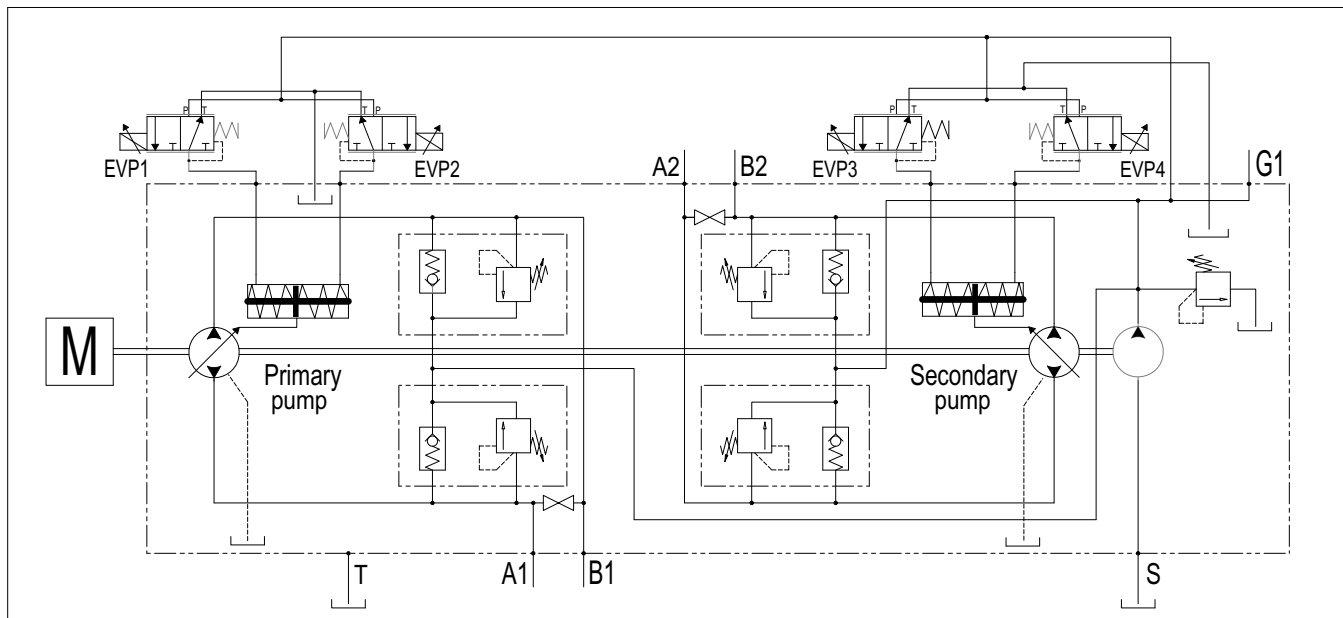 P T T P
P T T P
T T T T
T T T T
EVP1 EVP2 A2 B2 EVP3 EVP4 G1
M
Primary
pump
Secondary
pump
T A1 B1 S